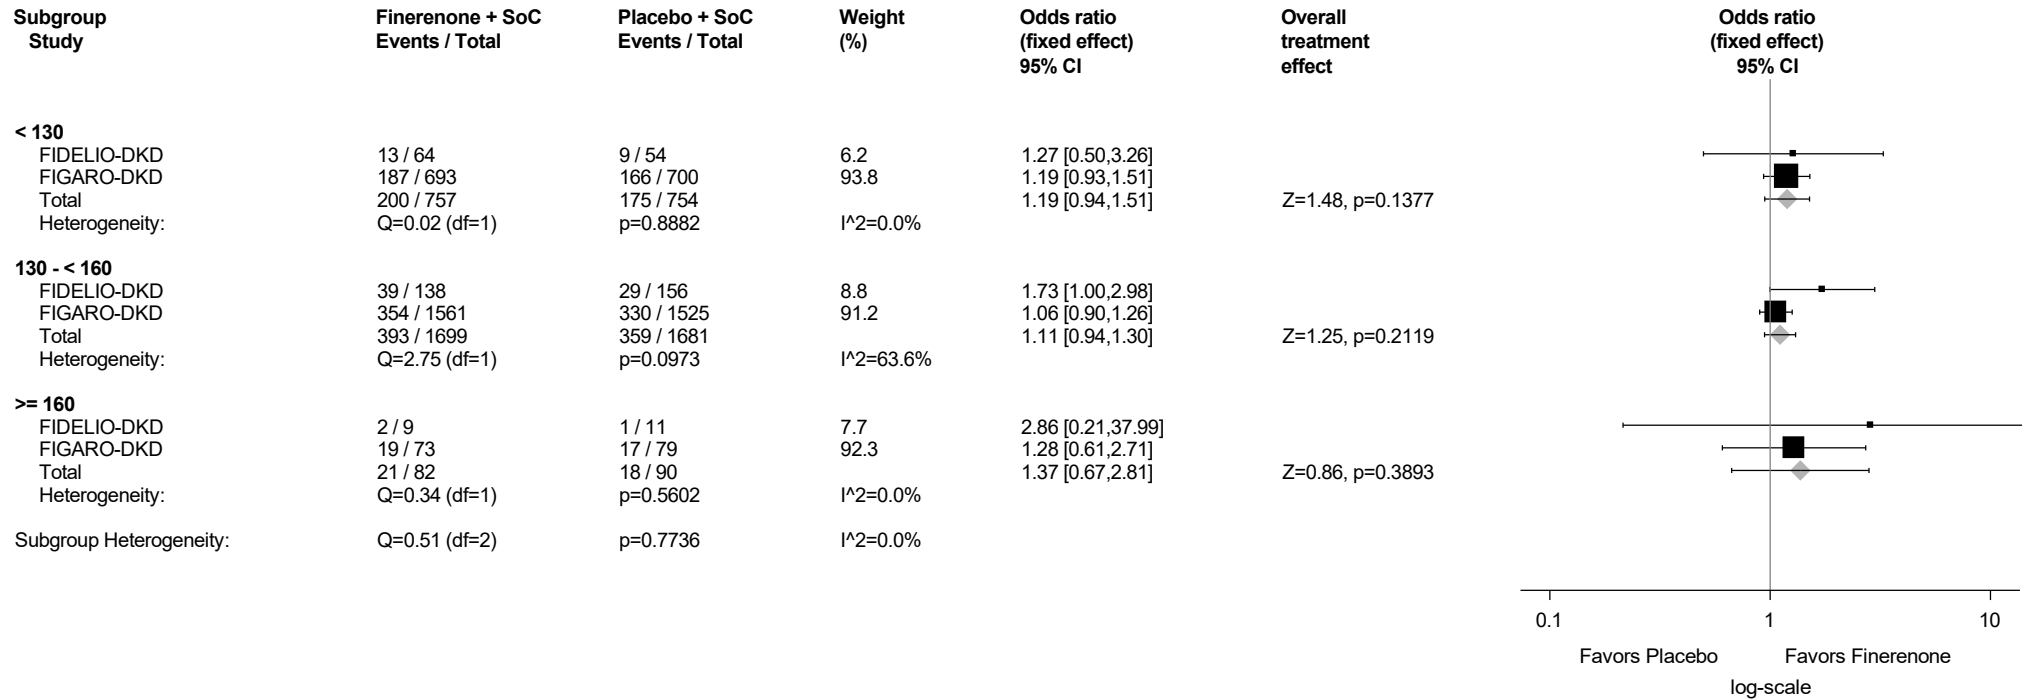 Subgroup Finerenone + SoC Placebo + SoC Weight Odds ratio Overall Odds ratio
Study Events / Total Events / Total (%) (fixed effect) treatment (fixed effect)
95% CI effect 95% CI
< 130
FIDELIO-DKD 13 / 64 9 / 54 6.2 1.27 [0.50,3.26]
FIGARO-DKD 187 / 693 166 / 700 93.8 1.19 [0.93,1.51]
Total 200 / 757 175 / 754 1.19 [0.94,1.51] Z=1.48, p=0.1377
Heterogeneity: Q=0.02 (df=1) p=0.8882 I^2=0.0%
130 - < 160
FIDELIO-DKD 39 / 138 29 / 156 8.8 1.73 [1.00,2.98]
FIGARO-DKD 354 / 1561 330 / 1525 91.2 1.06 [0.90,1.26]
Total 393 / 1699 359 / 1681 1.11 [0.94,1.30] Z=1.25, p=0.2119
Heterogeneity: Q=2.75 (df=1) p=0.0973 I^2=63.6%
>= 160
FIDELIO-DKD 2 / 9 1 / 11 7.7 2.86 [0.21,37.99]
FIGARO-DKD 19 / 73 17 / 79 92.3 1.28 [0.61,2.71]
Total 21 / 82 18 / 90 1.37 [0.67,2.81] Z=0.86, p=0.3893
Heterogeneity: Q=0.34 (df=1) p=0.5602 I^2=0.0%
Subgroup Heterogeneity: Q=0.51 (df=2) p=0.7736 I^2=0.0%
0.1 1 10
Favors Placebo Favors Finerenone
log-scale